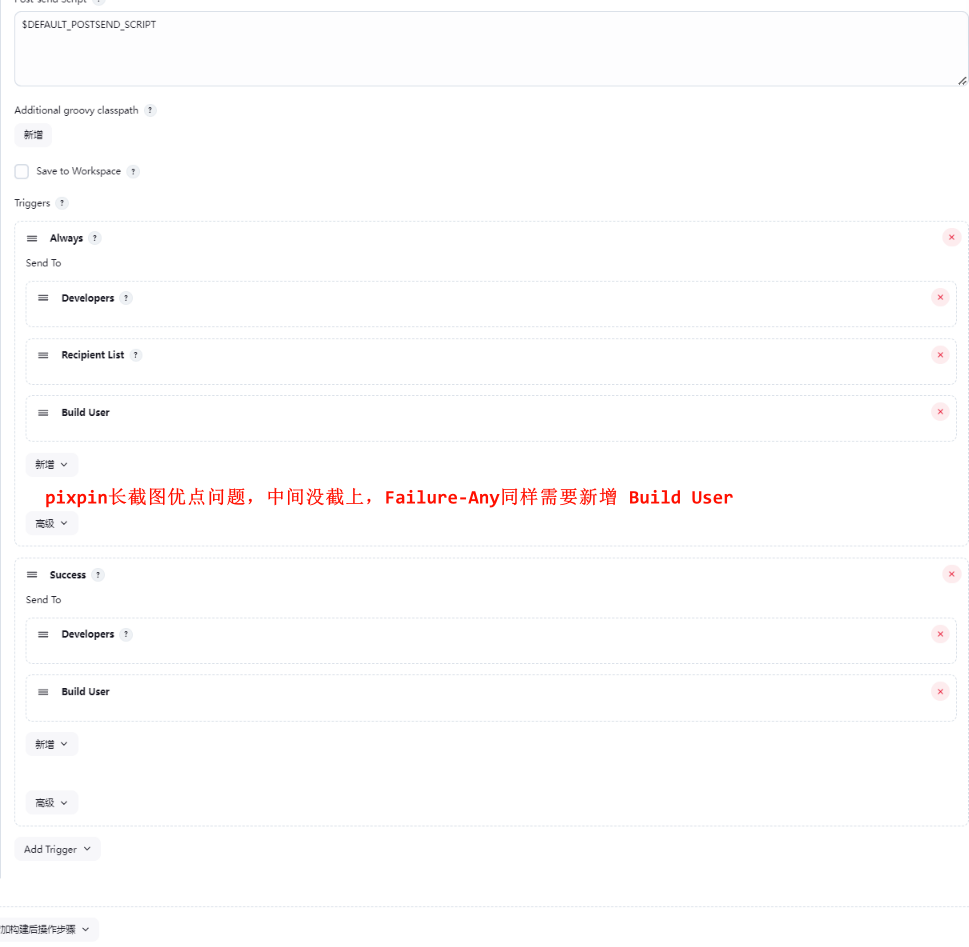 Post-send Script ?
$DEFAULT_POSTSEND_SCRIPT
Additional groovy classpath ?
新增
Save to Workspace ?
Triggers ?
Always ?
Send To
Developers ?
Recipient List ?
Build User
新增
pixpin长截图优点问题，中间没截上，Failure-Any同样需要新增 Build User
高级
Success ?
Send To
Developers ?
Build User
新增
高级
Add Trigger
加构建后操作步骤